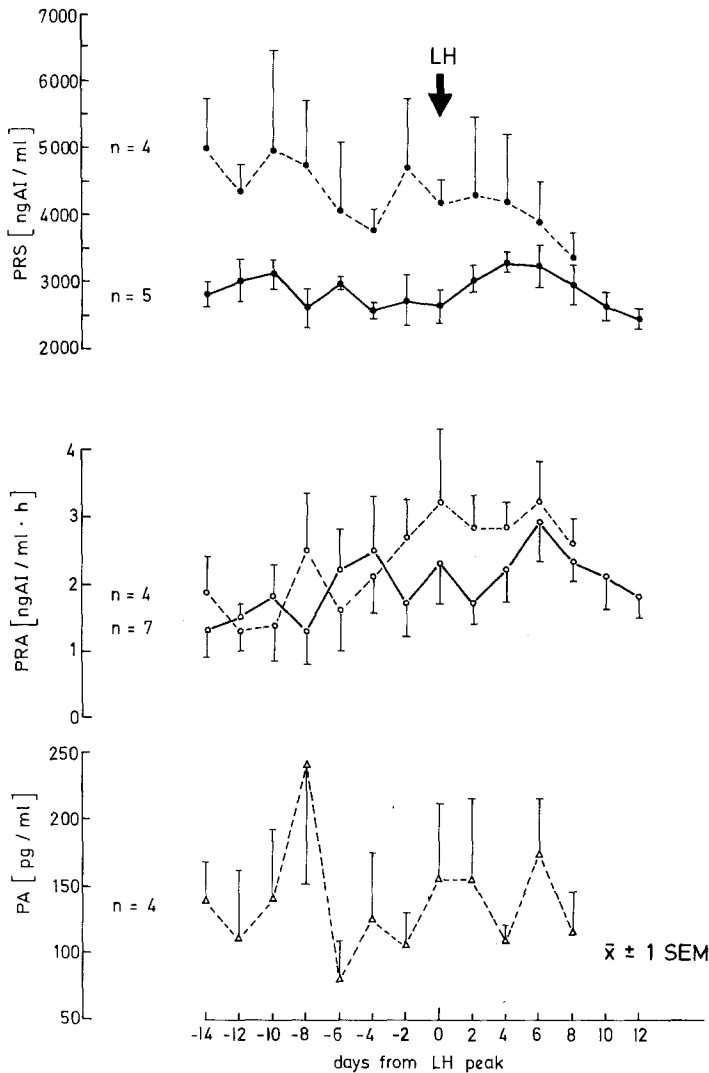 7000
6000
5000
4000
3000
2000
PRS [ngAI / ml]
n = 4
n = 5
LH
4
3
2
1
0
PRA [ngAI / ml · h]
n = 4
n = 7
250
200
150
100
50
PA [pg / ml]
n = 4
x̄ ± 1 SEM
-14 -12 -10 -8 -6 -4 -2 0 2 4 6 8 10 12
days from LH peak